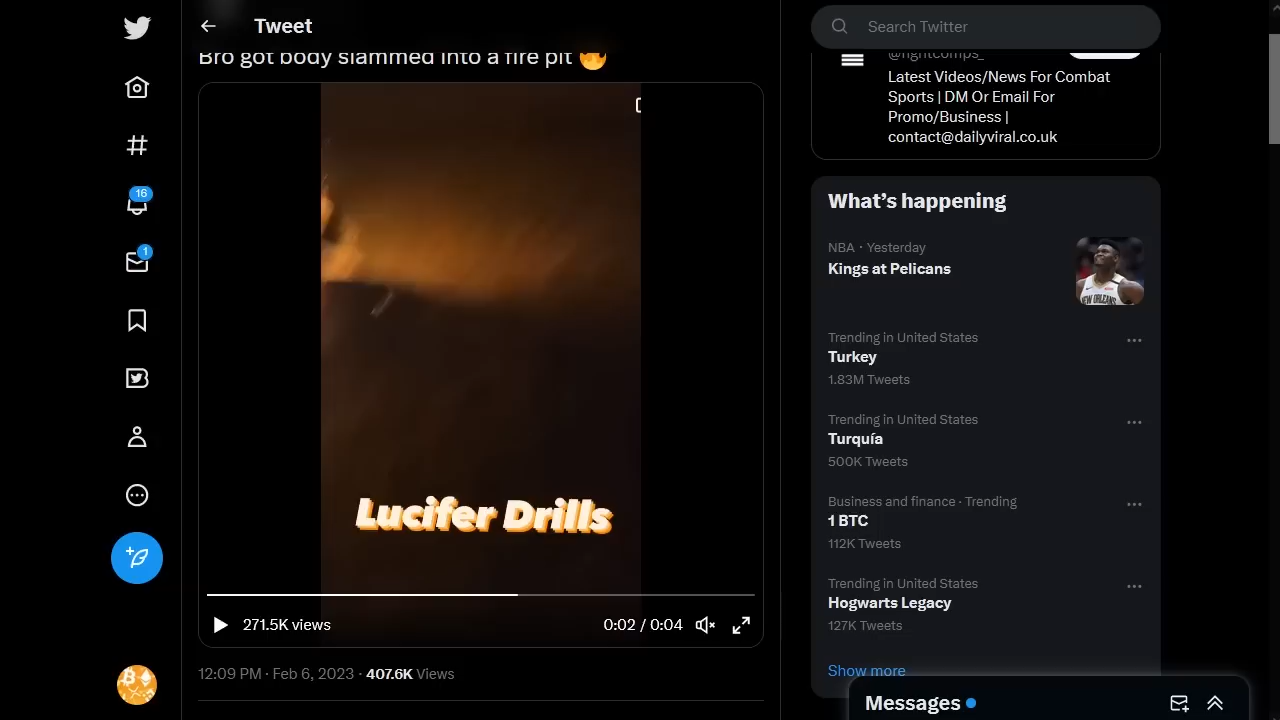 Tweet
Search Twitter
Bro got body slammed into a fire pit 🔥
@fightcomps_
Latest Videos/News For Combat
Sports | DM Or Email For
Promo/Business |
contact@dailyviral.co.uk
16
1
What's happening
NBA · Yesterday
Kings at Pelicans
NEW ORLEANS
Trending in United States
Turkey
1.83M Tweets
Trending in United States
Turquía
500K Tweets
Business and finance · Trending
1 BTC
112K Tweets
Trending in United States
Hogwarts Legacy
127K Tweets
Show more
Lucifer Drills
271.5K views
0:02 / 0:04
12:09 PM · Feb 6, 2023 · 407.6K Views
Messages